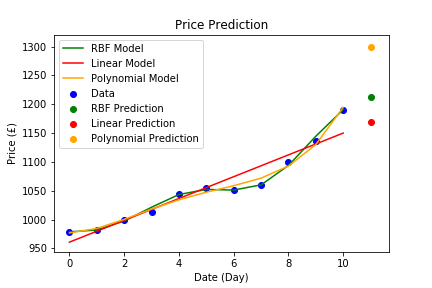 Price Prediction
1300
1250
1200
1150
1100
1050
1000
950
Price (£)
RBF Model
Linear Model
Polynomial Model
Data
RBF Prediction
Linear Prediction
Polynomial Prediction
0 2 4 6 8 10
Date (Day)